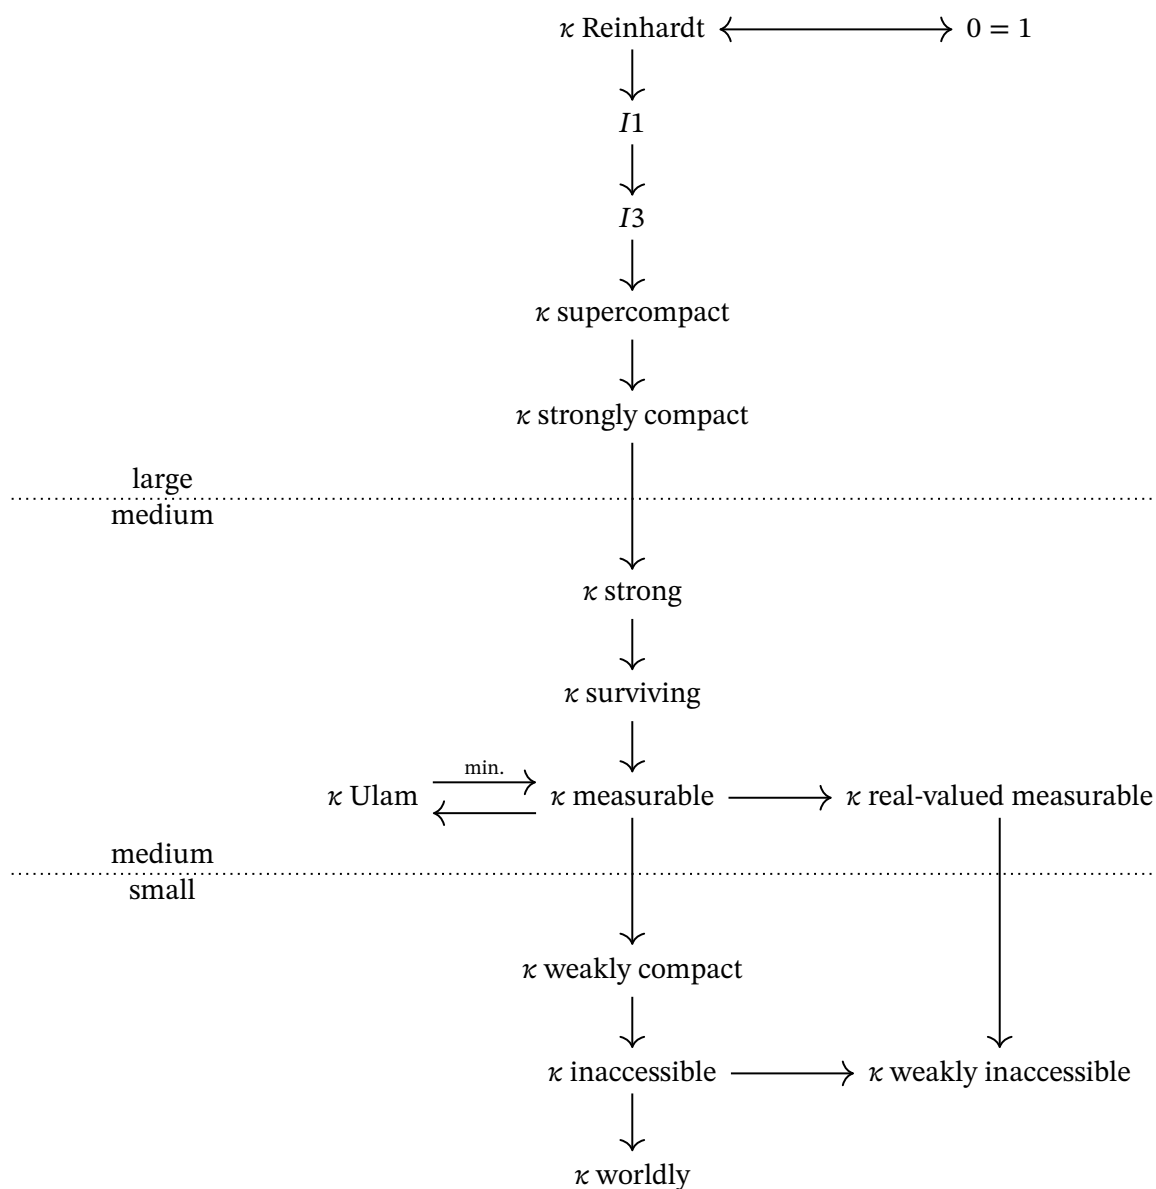 κ Reinhardt 0 = 1
I1
I3
κ supercompact
κ strongly compact
large
medium
κ strong
κ surviving
min.
κ Ulam κ measurable κ real-valued measurable
medium
small
κ weakly compact
κ inaccessible κ weakly inaccessible
κ worldly